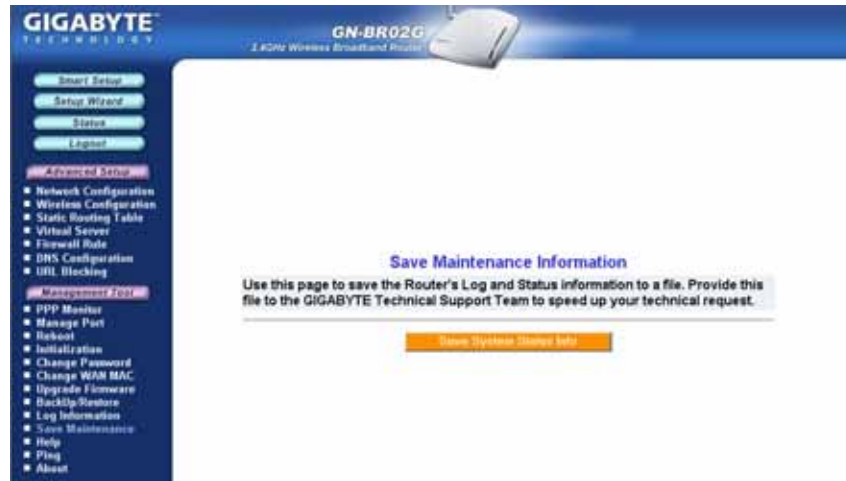 GIGABYTE
TECHNOLOGY
GN-BR02G
2.4GHz Wireless Broadband Router
Smart Setup
Setup Wizard
Status
Logout
Advanced Setup
Network Configuration
Wireless Configuration
Static Routing Table
Virtual Server
Firewall Rule
DNS Configuration
URL Blocking
Management Tool
PPP Monitor
Manage Port
Reboot
Initialization
Change Password
Change WAN MAC
Upgrade Firmware
BackUp/Restore
Log Information
Save Maintenance
Help
Ping
About
Save Maintenance Information
Use this page to save the Router's Log and Status information to a file. Provide this
file to the GIGABYTE Technical Support Team to speed up your technical request.
Save System Status Info